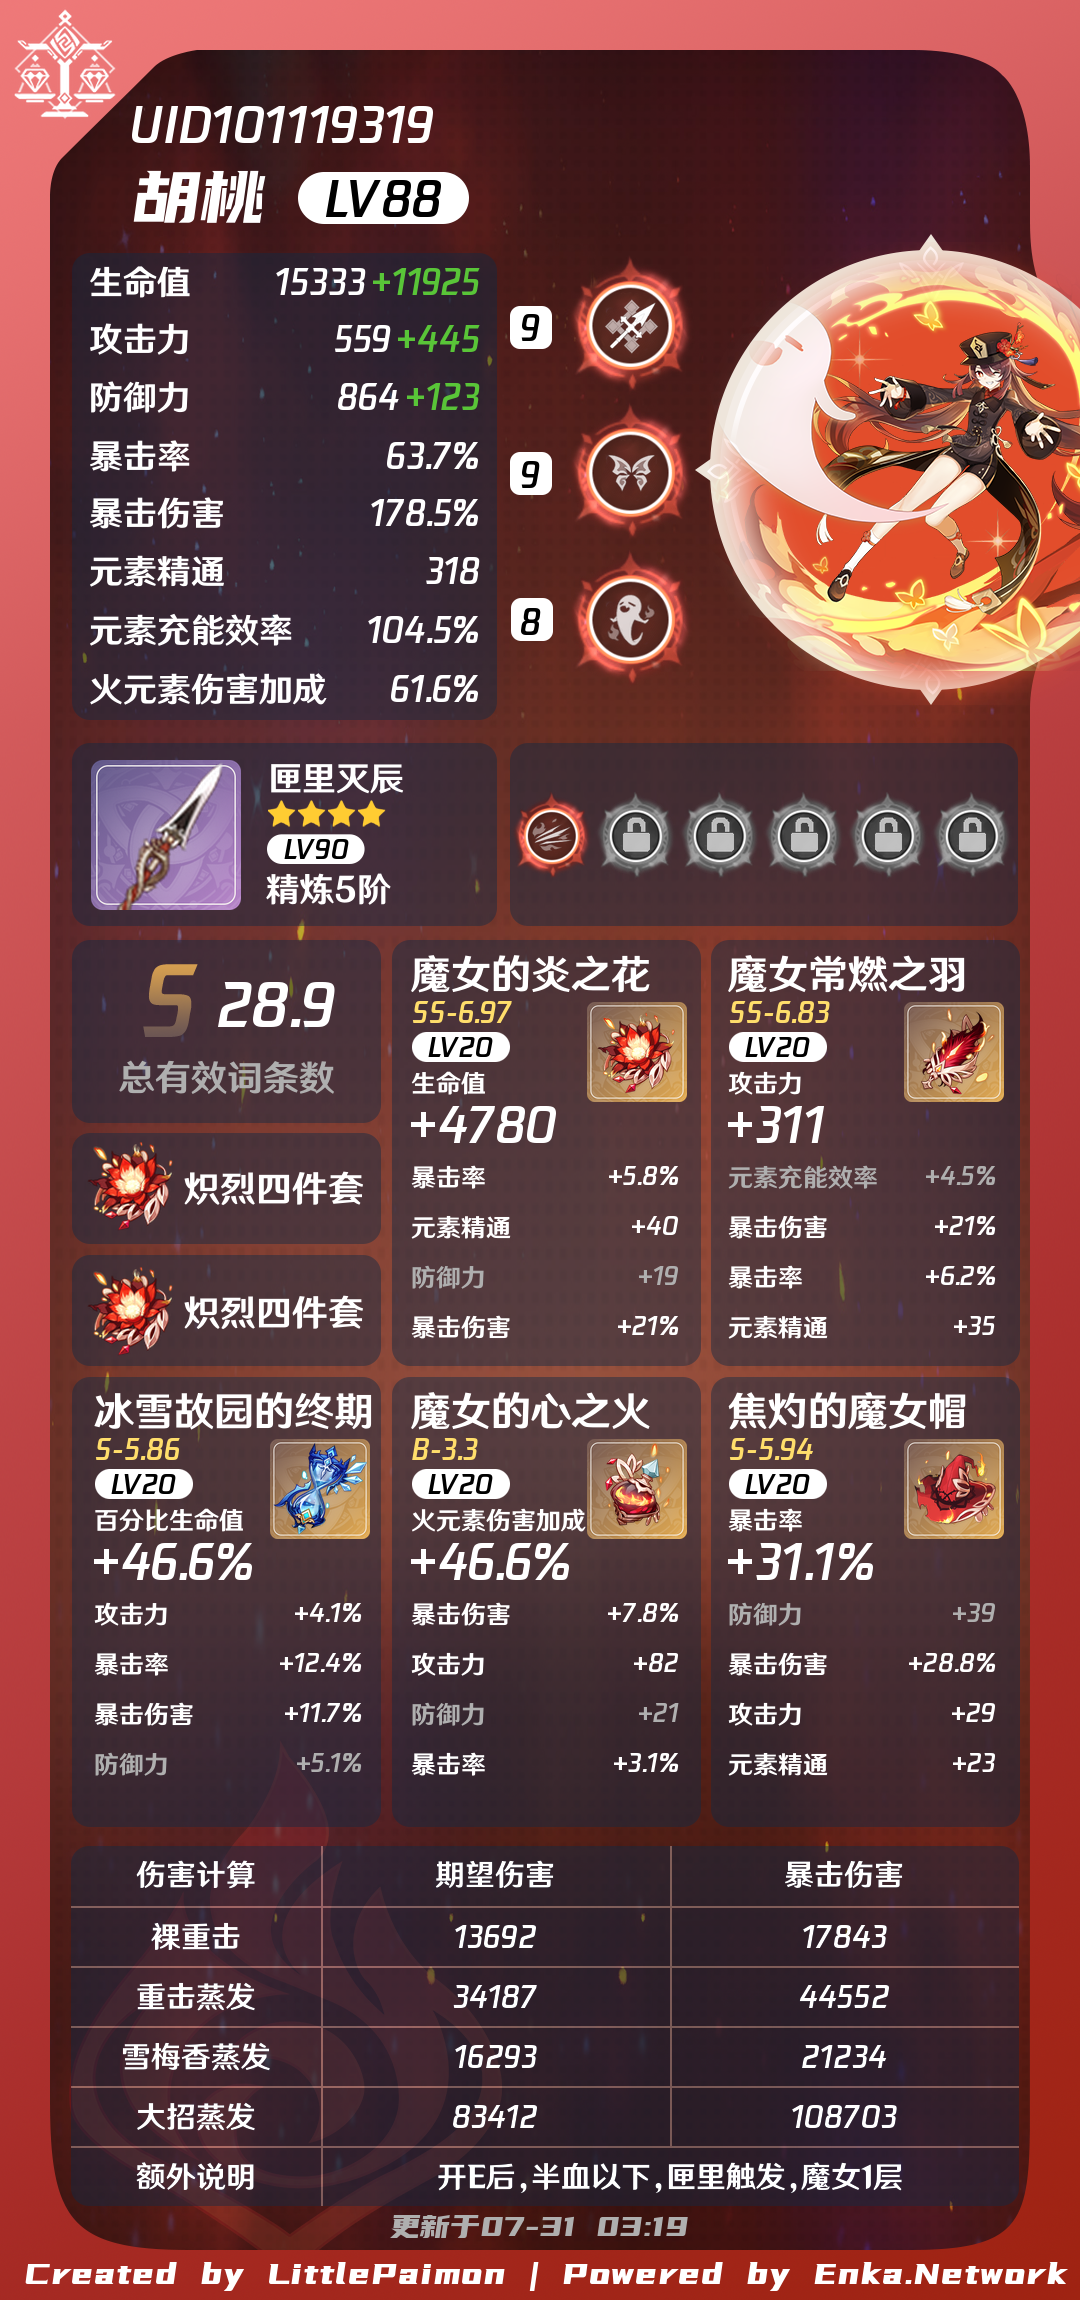 UID101119319
胡桃 LV88
生命值 15333+11925
攻击力 559+445
防御力 864+123
暴击率 63.7%
暴击伤害 178.5%
元素精通 318
元素充能效率 104.5%
火元素伤害加成 61.6%
9
9
8
匣里灭辰
LV90
精炼5阶
S 28.9
总有效词条数
炽烈四件套
炽烈四件套
魔女的炎之花
SS-6.97
LV20
生命值
+4780
暴击率 +5.8%
元素精通 +40
防御力 +19
暴击伤害 +21%
魔女常燃之羽
SS-6.83
LV20
攻击力
+311
元素充能效率 +4.5%
暴击伤害 +21%
暴击率 +6.2%
元素精通 +35
冰雪故园的终期
S-5.86
LV20
百分比生命值
+46.6%
攻击力 +4.1%
暴击率 +12.4%
暴击伤害 +11.7%
防御力 +5.1%
魔女的心之火
B-3.3
LV20
火元素伤害加成
+46.6%
暴击伤害 +7.8%
攻击力 +82
防御力 +21
暴击率 +3.1%
焦灼的魔女帽
S-5.94
LV20
暴击率
+31.1%
防御力 +39
暴击伤害 +28.8%
攻击力 +29
元素精通 +23
伤害计算 期望伤害 暴击伤害
裸重击 13692 17843
重击蒸发 34187 44552
雪梅香蒸发 16293 21234
大招蒸发 83412 108703
额外说明 开E后,半血以下,匣里触发,魔女1层
更新于07-31 03:19
Created by LittlePaimon | Powered by Enka.Network